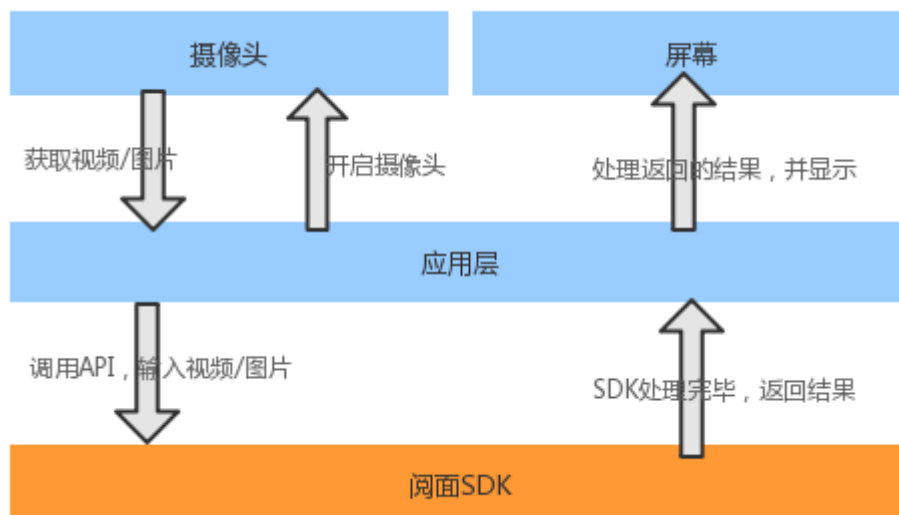 摄像头
屏幕
获取视频/图片
开启摄像头
处理返回的结果，并显示
应用层
调用API，输入视频/图片
SDK处理完毕，返回结果
阅面SDK